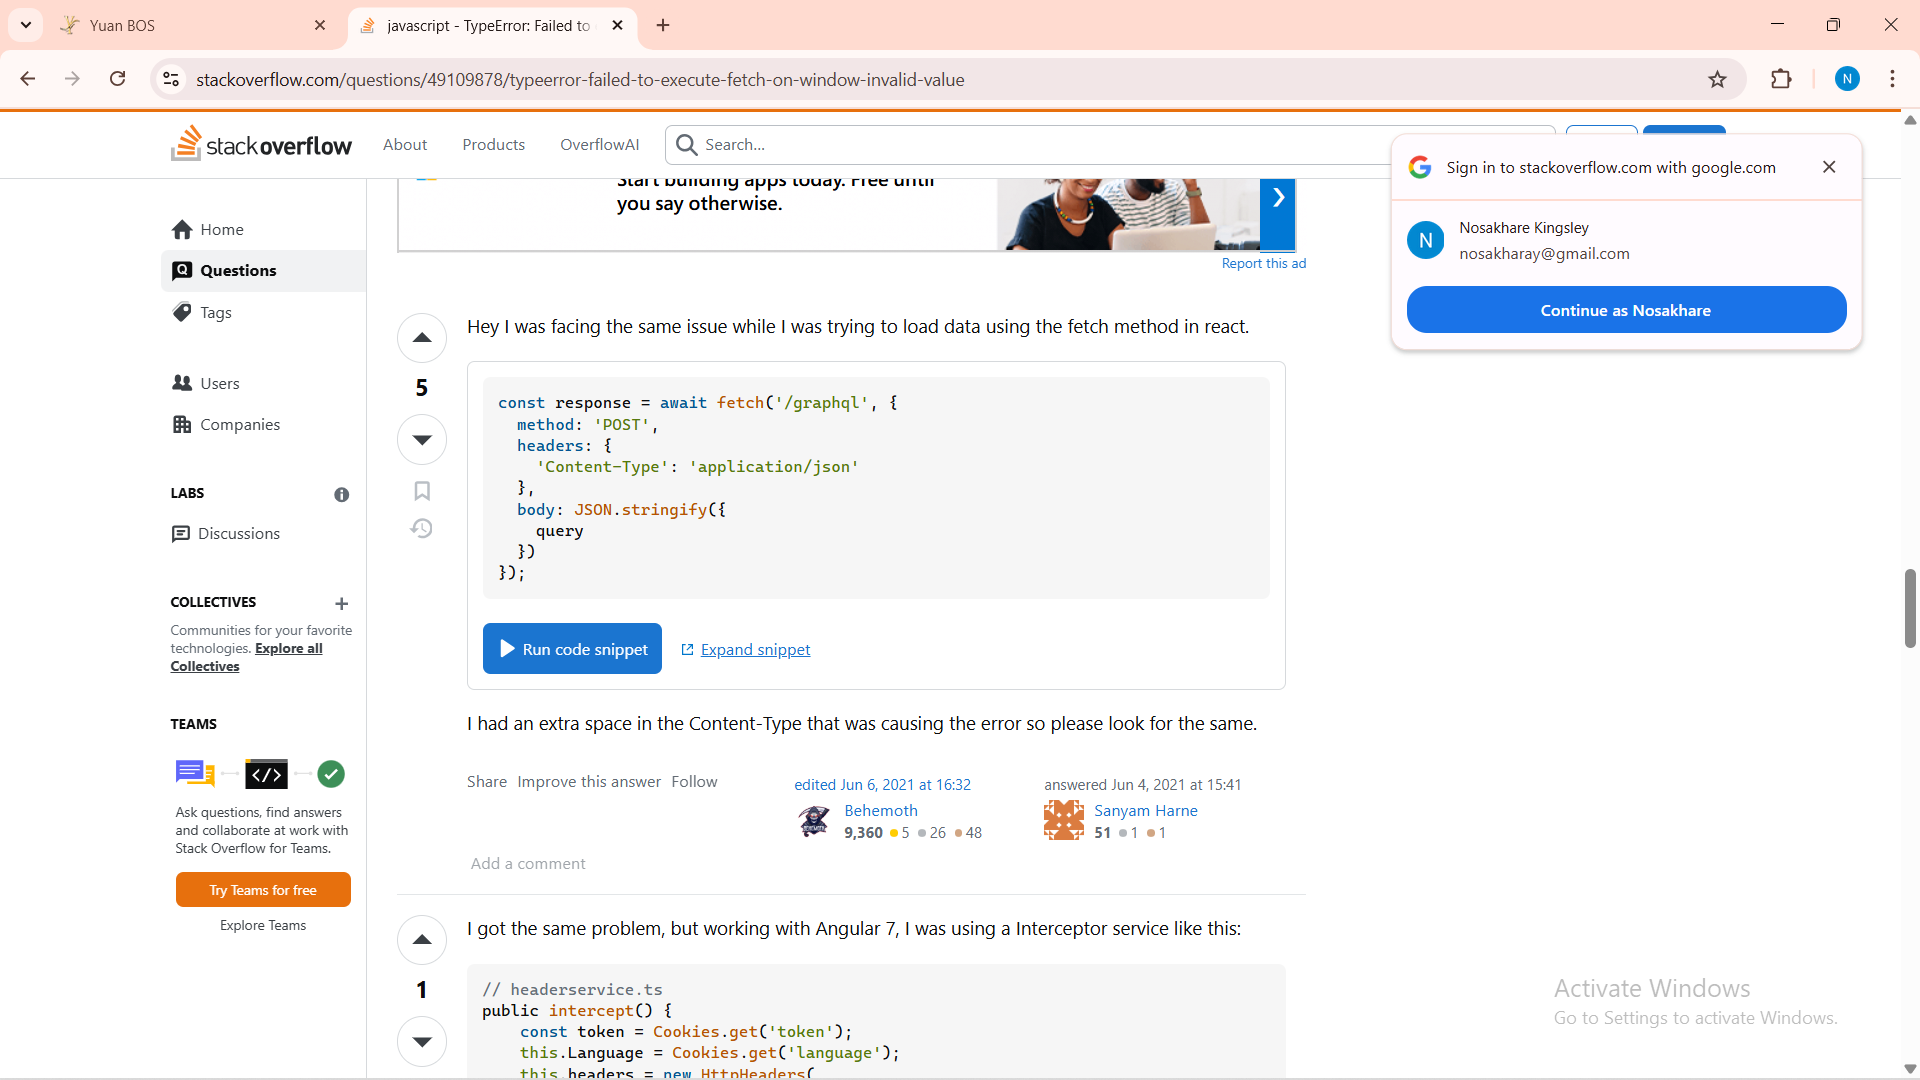 Yuan BOS
javascript - TypeError: Failed to
stackoverflow.com/questions/49109878/typeerror-failed-to-execute-fetch-on-window-invalid-value
N
stackoverflow
About
Products
OverflowAI
Search...
Sign in to stackoverflow.com with google.com
N
Nosakhare Kingsley
nosakharay@gmail.com
Continue as Nosakhare
Home
Questions
Tags
Users
Companies
LABS
Discussions
COLLECTIVES
Communities for your favorite
technologies. Explore all
Collectives
TEAMS
Ask questions, find answers
and collaborate at work with
Stack Overflow for Teams.
Try Teams for free
Explore Teams
Start building apps today. Free until
you say otherwise.
Report this ad
5
Hey I was facing the same issue while I was trying to load data using the fetch method in react.
const response = await fetch('/graphql', {
  method: 'POST',
  headers: {
    'Content-Type': 'application/json'
  },
  body: JSON.stringify({
    query
  })
});
Run code snippet
Expand snippet
I had an extra space in the Content-Type that was causing the error so please look for the same.
Share Improve this answer Follow
edited Jun 6, 2021 at 16:32
Behemoth
9,360 5 26 48
answered Jun 4, 2021 at 15:41
Sanyam Harne
51 1 1
Add a comment
1
I got the same problem, but working with Angular 7, I was using a Interceptor service like this:
// headerservice.ts
public intercept() {
    const token = Cookies.get('token');
    this.Language = Cookies.get('language');
    this.headers = new HttpHeaders(
Activate Windows
Go to Settings to activate Windows.